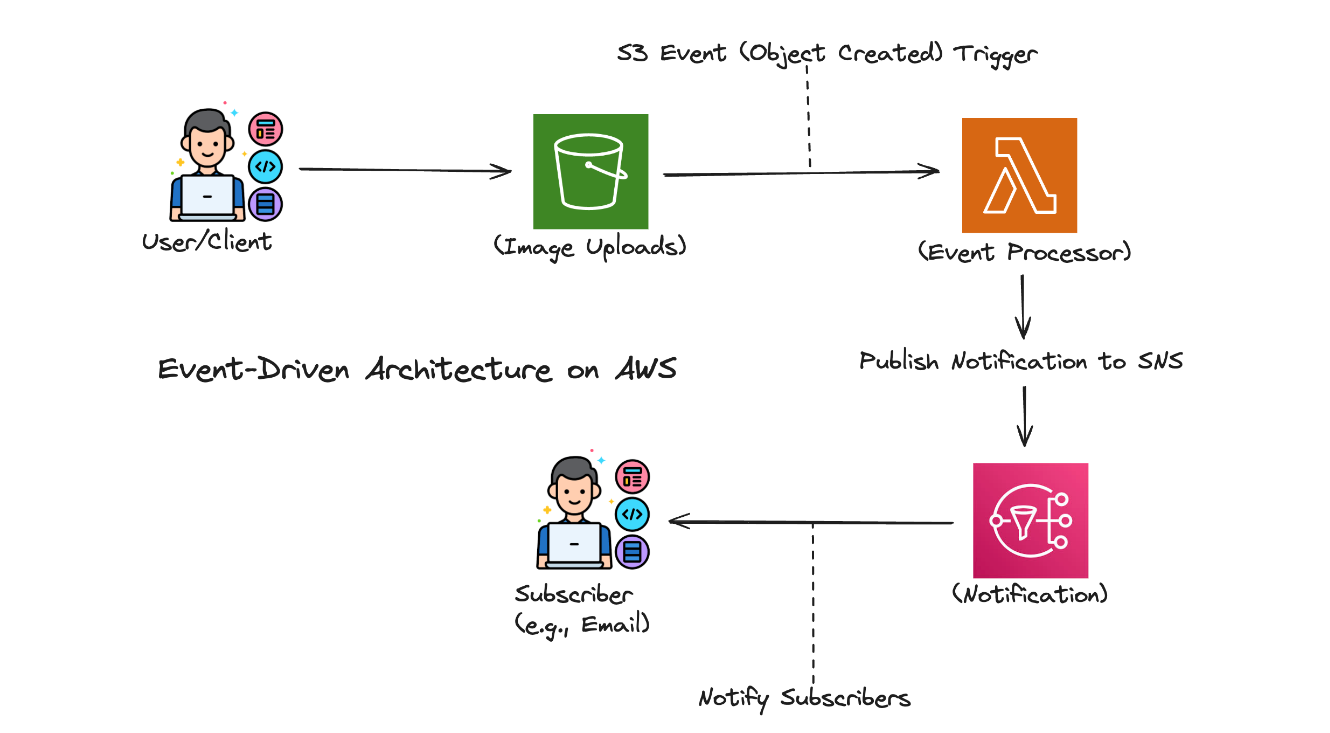 S3 Event (Object Created) Trigger
User/Client
(Image Uploads)
(Event Processor)
Event-Driven Architecture on AWS
Publish Notification to SNS
Subscriber
(e.g., Email)
(Notification)
Notify Subscribers